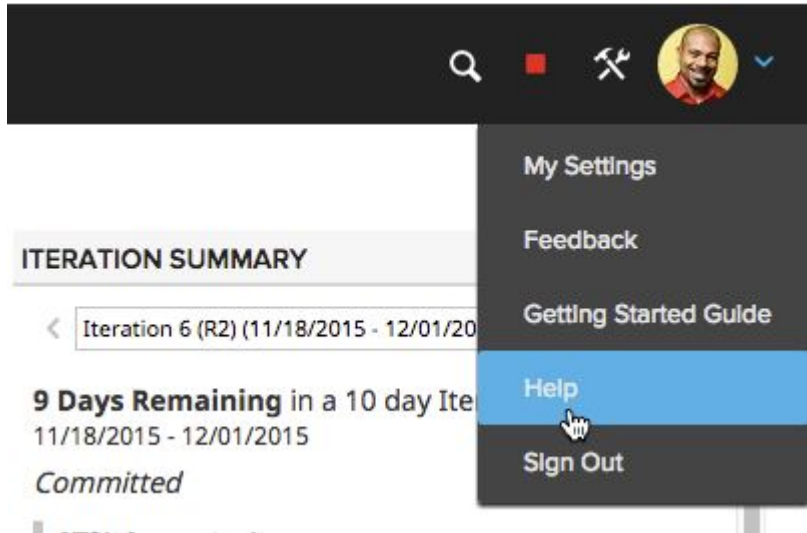 My Settings
Feedback
ITERATION SUMMARY
Getting Started Guide
Iteration 6 (R2) (11/18/2015 - 12/01/20
Help
9 Days Remaining in a 10 day Ite
11/18/2015 - 12/01/2015
Sign Out
Committed